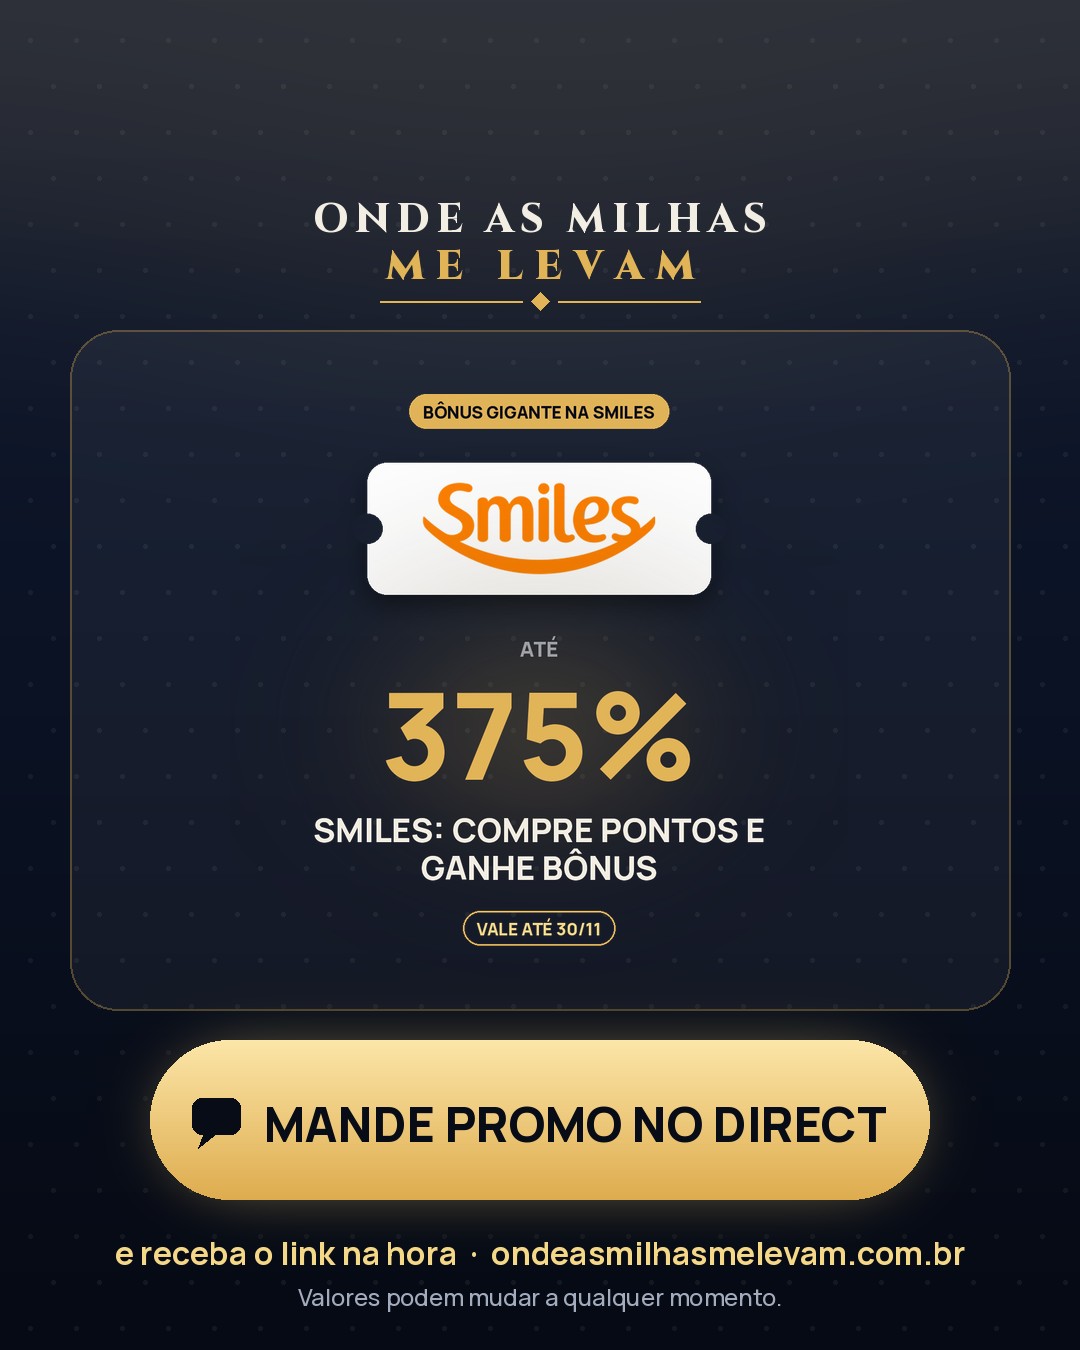 ONDE AS MILHAS
ME LEVAM
BÔNUS GIGANTE NA SMILES
Smiles
ATÉ
375%
SMILES: COMPRE PONTOS E
GANHE BÔNUS
VALE ATÉ 30/11
MANDE PROMO NO DIRECT
e receba o link na hora · ondeasmilhasmelevam.com.br
Valores podem mudar a qualquer momento.